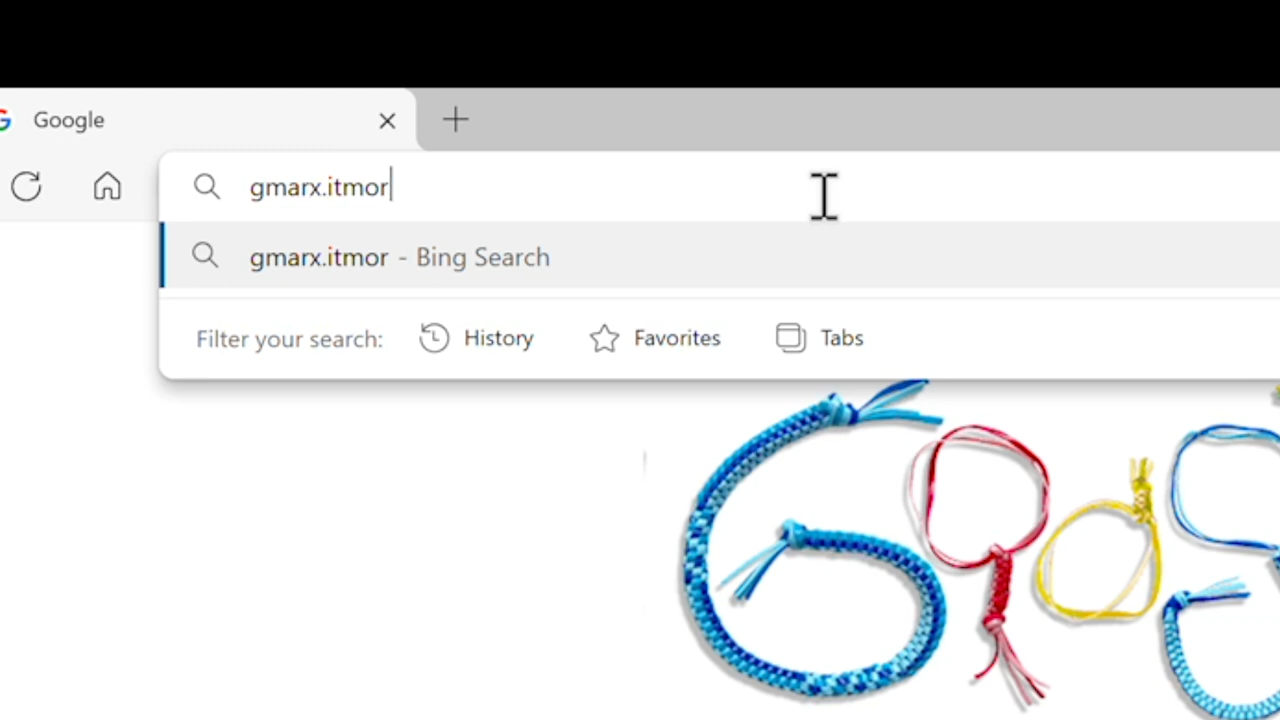 Google
gmarx.itmor
gmarx.itmor - Bing Search
Filter your search: History Favorites Tabs